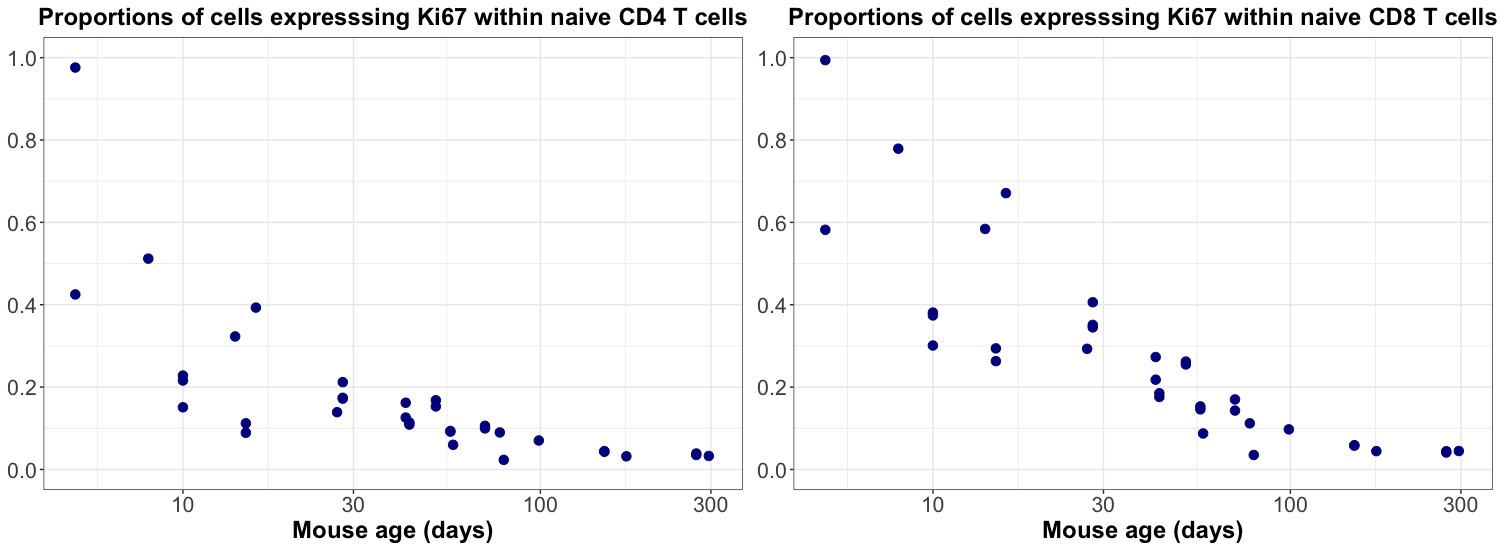 Proportions of cells expresssing Ki67 within naive CD4 T cells
1.0
0.8
0.6
0.4
0.2
0.0
10 30 100 300
Mouse age (days)
Proportions of cells expresssing Ki67 within naive CD8 T cells
1.0
0.8
0.6
0.4
0.2
0.0
10 30 100 300
Mouse age (days)